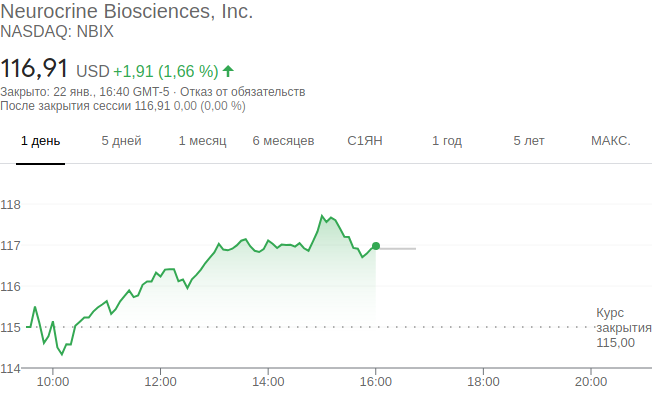 Neurocrine Biosciences, Inc.
NASDAQ: NBIX
116,91 USD +1,91 (1,66 %)
Закрыто: 22 янв., 16:40 GMT-5 · Отказ от обязательств
После закрытия сессии 116,91 0,00 (0,00 %)
1 день 5 дней 1 месяц 6 месяцев С1ЯН 1 год 5 лет МАКС.
118
117
116
115
Курс
закрытия
115,00
114
10:00 12:00 14:00 16:00 18:00 20:00